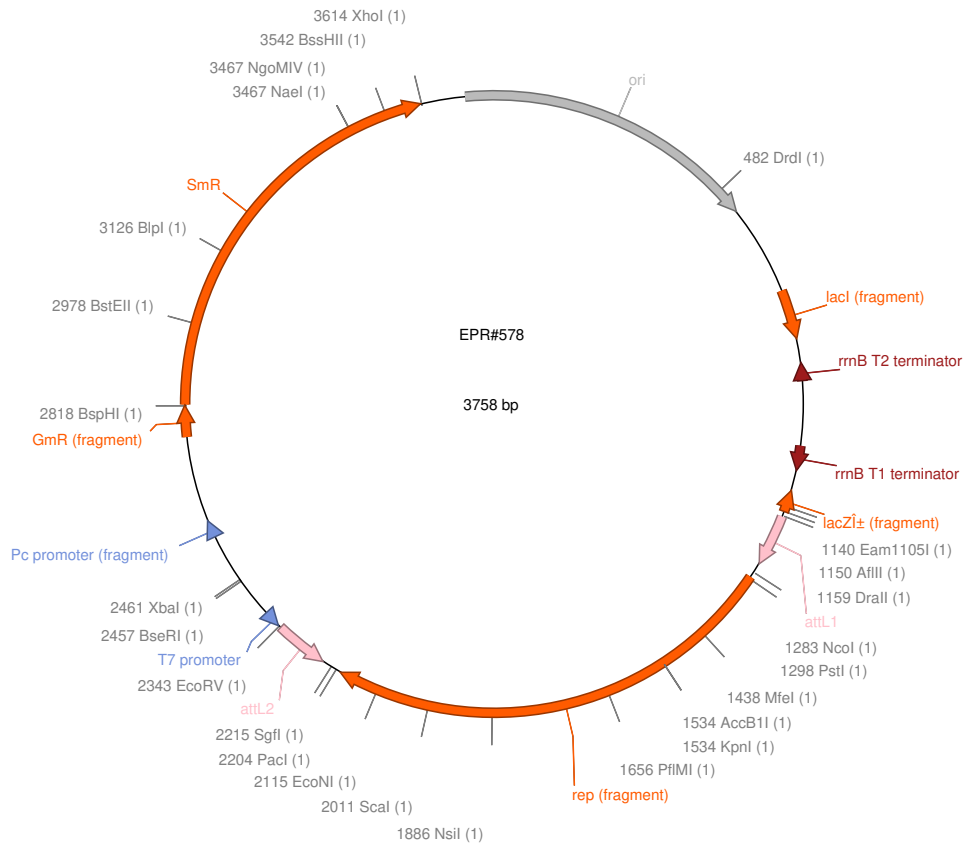 3614 XhoI (1)
3542 BssHII (1)
3467 NgoMIV (1)
3467 NaeI (1)
ori
482 DrdI (1)
SmR
3126 BlpI (1)
2978 BstEII (1)
lacI (fragment)
EPR#578
rrnB T2 terminator
3758 bp
2818 BspHI (1)
GmR (fragment)
rrnB T1 terminator
lacZÎ± (fragment)
Pc promoter (fragment)
1140 Eam1105I (1)
1150 AflII (1)
1159 DraII (1)
attL1
2461 XbaI (1)
2457 BseRI (1)
T7 promoter
1283 NcoI (1)
1298 PstI (1)
2343 EcoRV (1)
attL2
1438 MfeI (1)
1534 AccB1I (1)
1534 KpnI (1)
2215 SgfI (1)
2204 PacI (1)
1656 PflMI (1)
2115 EcoNI (1)
rep (fragment)
2011 ScaI (1)
1886 NsiI (1)